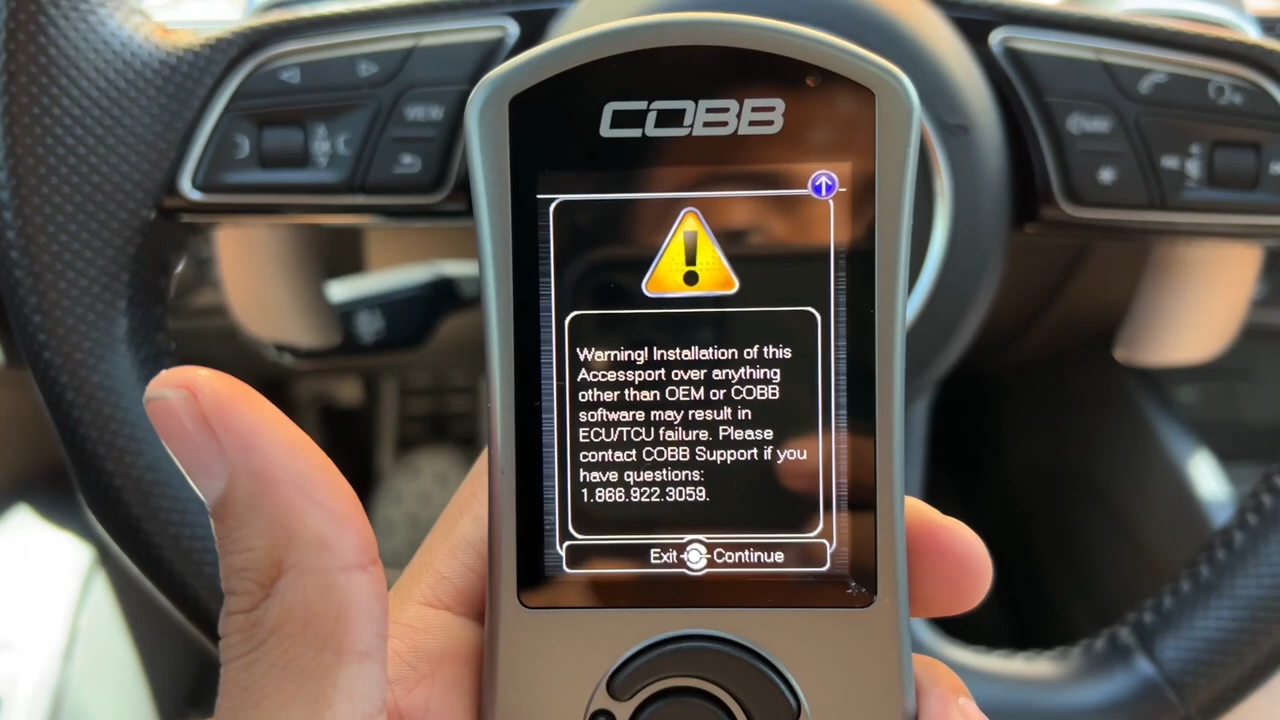 COBB
Warning! Installation of this
Accessport over anything
other than OEM or COBB
software may result in
ECU/TCU failure. Please
contact COBB Support if you
have questions:
1.866.922.3059.
Exit Continue